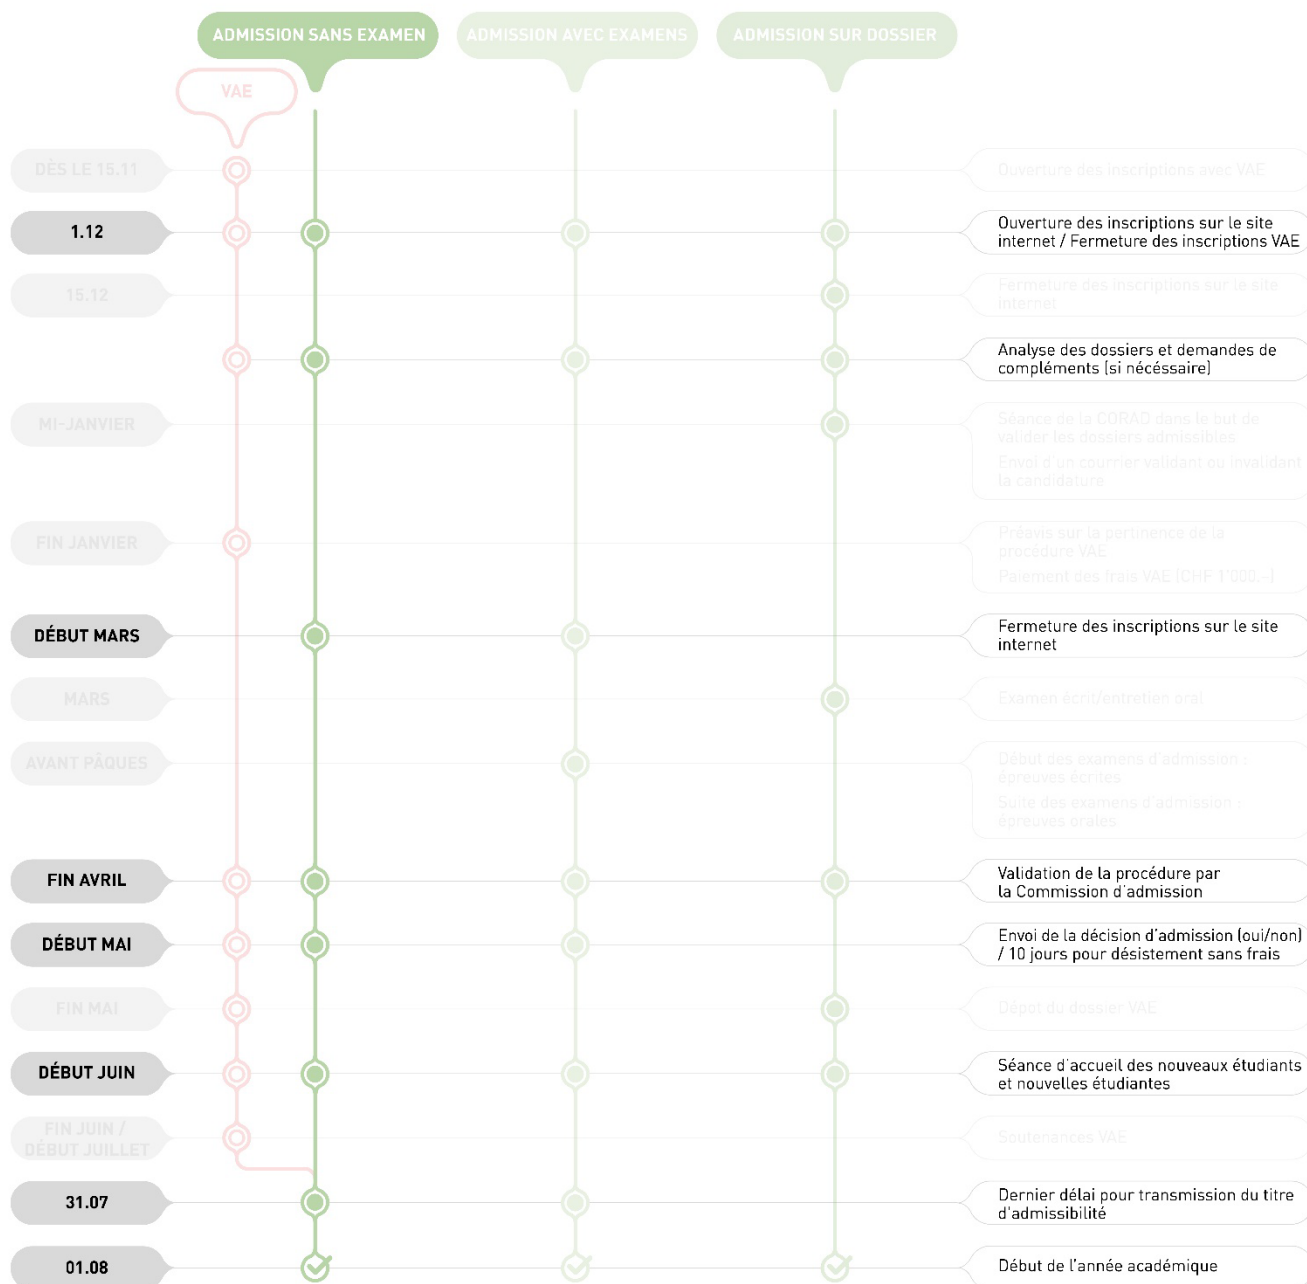 ADMISSION SANS EXAMEN
ADMISSION AVEC EXAMENS
ADMISSION SUR DOSSIER
VAE
DÈS LE 15.11
Ouverture des inscriptions avec VAE
1.12
Ouverture des inscriptions sur le site
internet / Fermeture des inscriptions VAE
15.12
Fermeture des inscriptions sur le site
internet
Analyse des dossiers et demandes de
compléments (si nécéssaire)
MI-JANVIER
Séance de la CORAD dans le but de
valider les dossiers admissibles
Envoi d'un courrier validant ou invalidant
la candidature
FIN JANVIER
Préavis sur la pertinence de la
procédure VAE
Paiement des frais VAE (CHF 1'000.-)
DÉBUT MARS
Fermeture des inscriptions sur le site
internet
MARS
Examen écrit/entretien oral
AVANT PÂQUES
Début des examens d'admission :
épreuves écrites
Suite des examens d'admission :
épreuves orales
FIN AVRIL
Validation de la procédure par
la Commission d'admission
DÉBUT MAI
Envoi de la décision d'admission (oui/non)
/ 10 jours pour désistement sans frais
FIN MAI
Dépot du dossier VAE
DÉBUT JUIN
Séance d'accueil des nouveaux étudiants
et nouvelles étudiantes
FIN JUIN /
DÉBUT JUILLET
Soutenances VAE
31.07
Dernier délai pour transmission du titre
d'admissibilité
01.08
Début de l'année académique